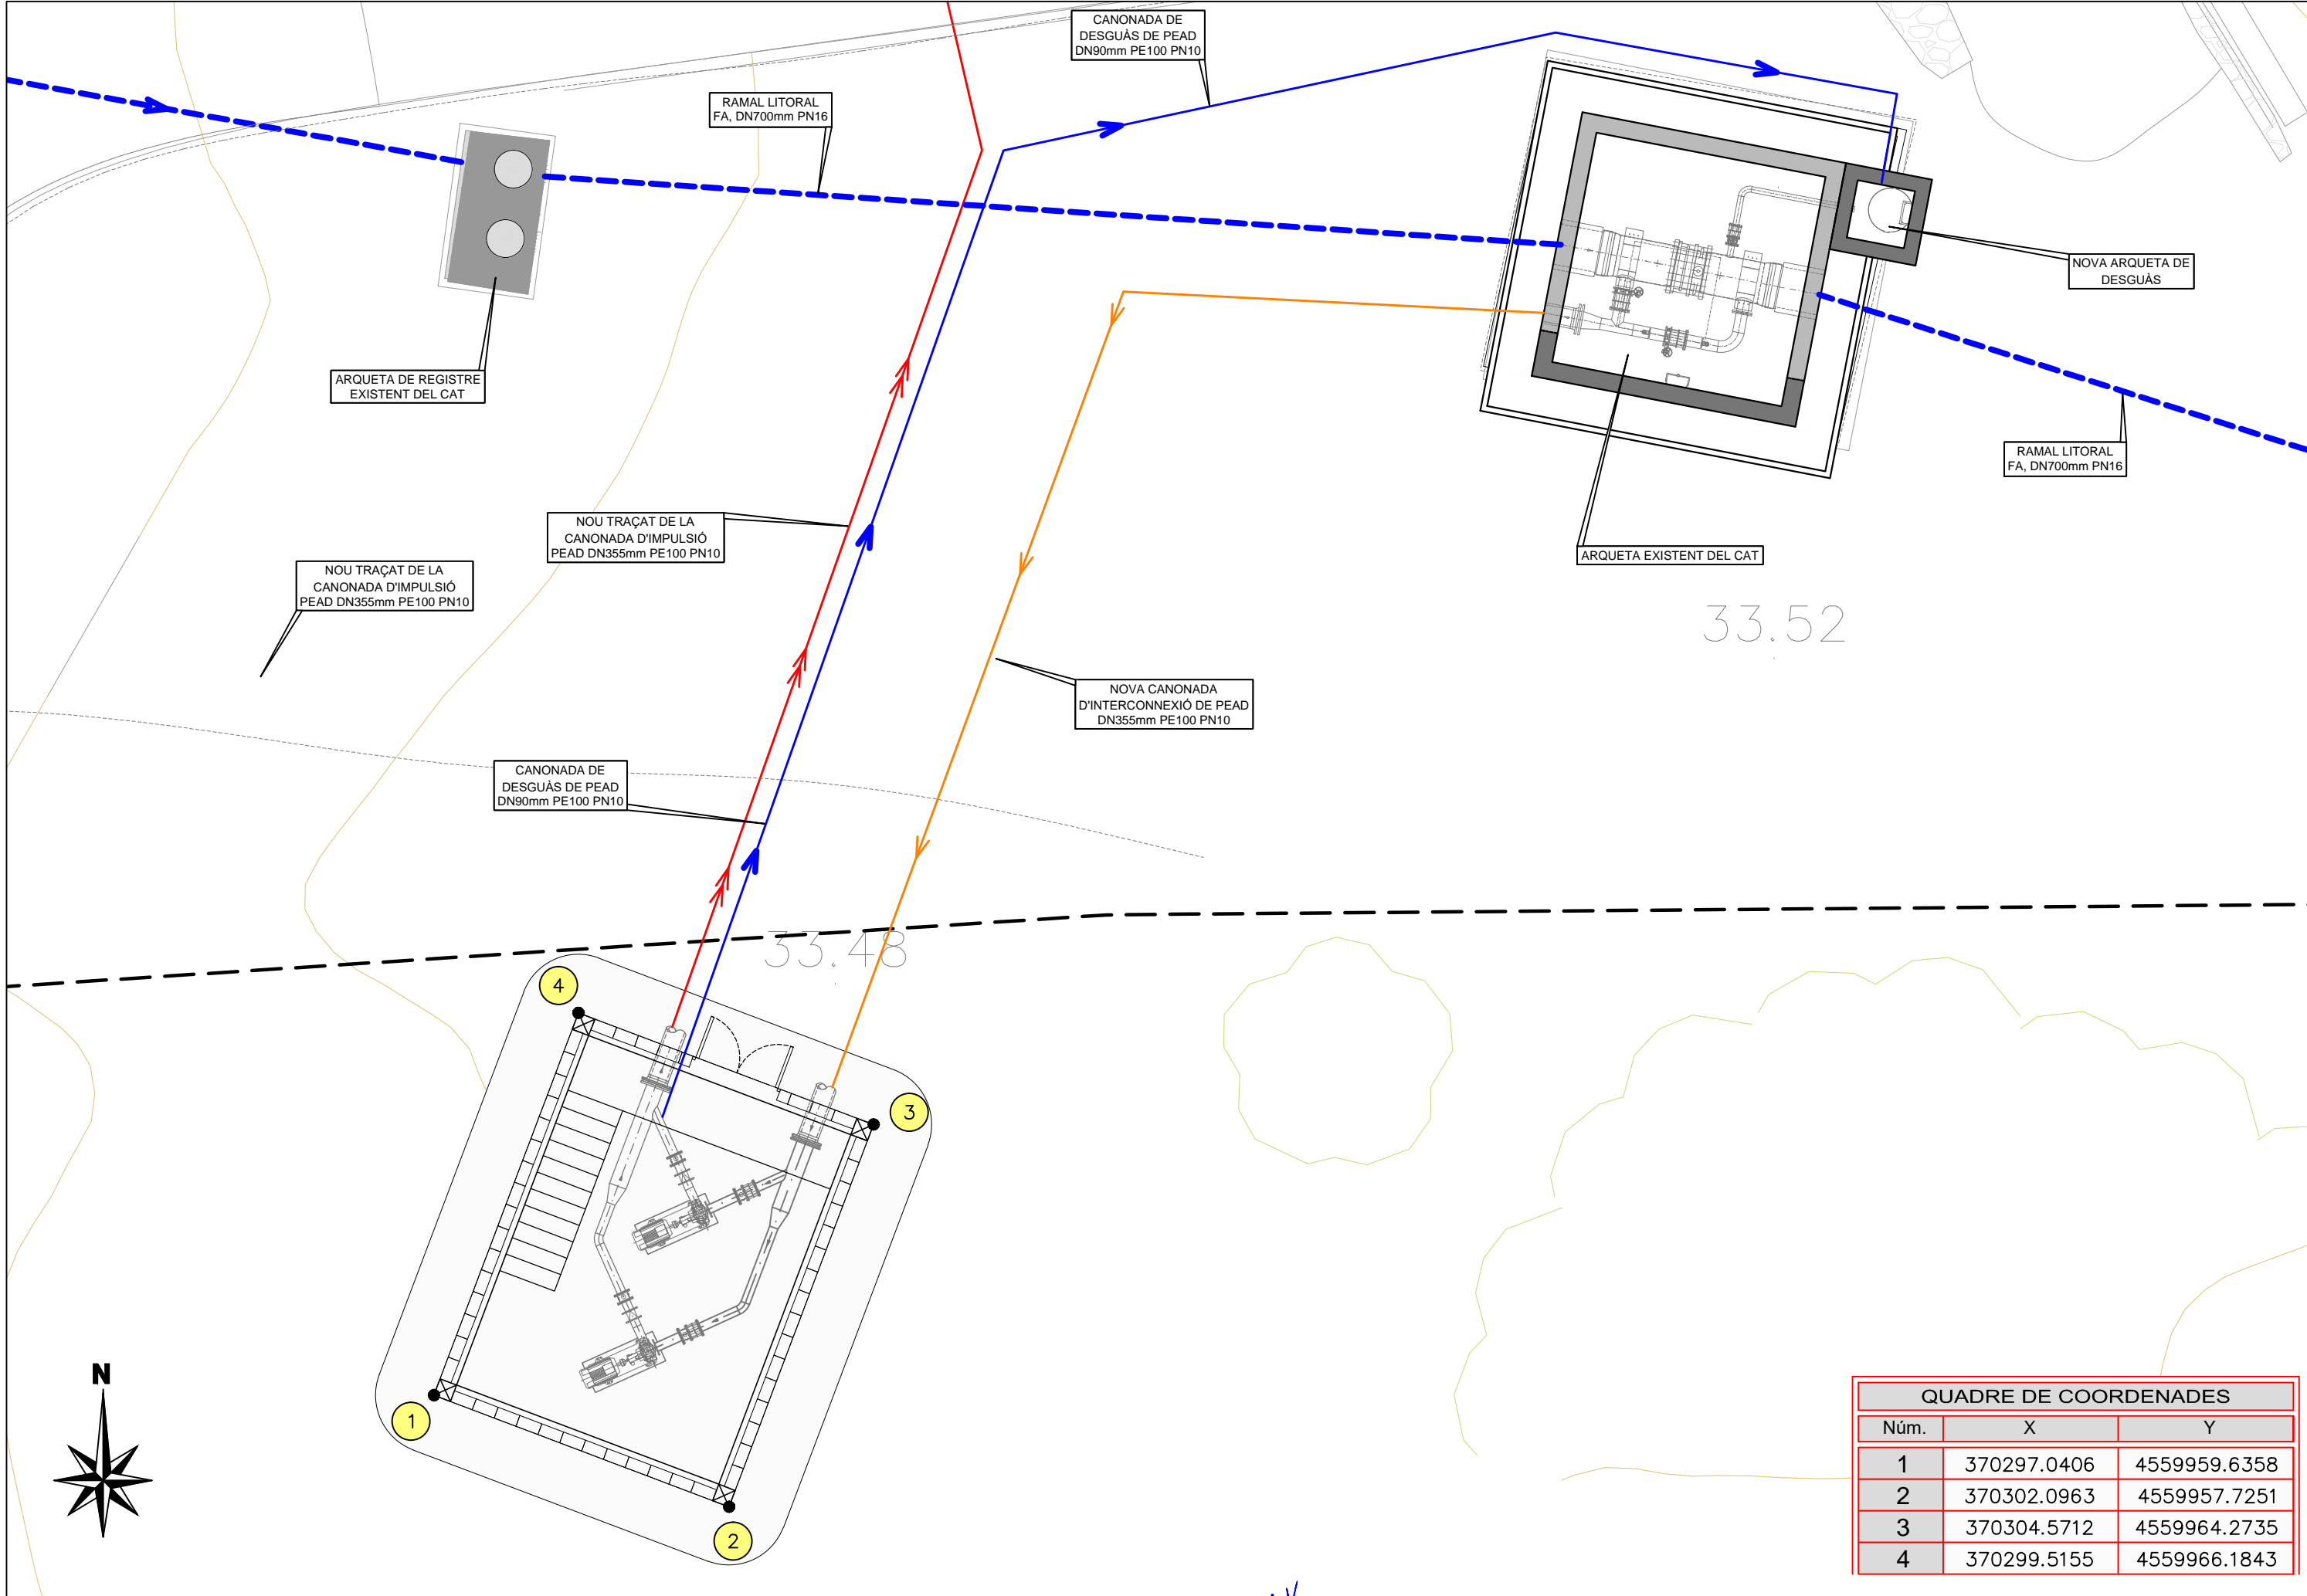 CANONADA DE
DESGUÀS DE PEAD
DN90mm PE100 PN10
RAMAL LITORAL
FA, DN700mm PN16
NOVA ARQUETA DE
DESGUÀS
ARQUETA DE REGISTRE
EXISTENT DEL CAT
RAMAL LITORAL
FA, DN700mm PN16
NOU TRAÇAT DE LA
CANONADA D'IMPULSIÓ
PEAD DN355mm PE100 PN10
ARQUETA EXISTENT DEL CAT
NOU TRAÇAT DE LA
CANONADA D'IMPULSIÓ
PEAD DN355mm PE100 PN10
33.52
NOVA CANONADA
D'INTERCONNEXIÓ DE PEAD
DN355mm PE100 PN10
CANONADA DE
DESGUÀS DE PEAD
DN90mm PE100 PN10
33.48
4
3
1
2
N
QUADRE DE COORDENADES
Núm. X Y
1 370297.0406 4559959.6358
2 370302.0963 4559957.7251
3 370304.5712 4559964.2735
4 370299.5155 4559966.1843